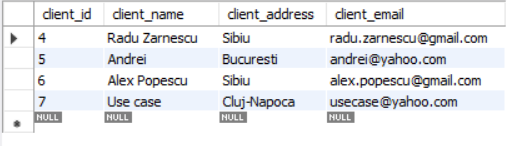 client_id client_name client_address client_email
4 Radu Zarnescu Sibiu radu.zarnescu@gmail.com
5 Andrei Bucuresti andrei@yahoo.com
6 Alex Popescu Sibiu alex.popescu@gmail.com
7 Use case Cluj-Napoca usecase@yahoo.com
NULL NULL NULL NULL